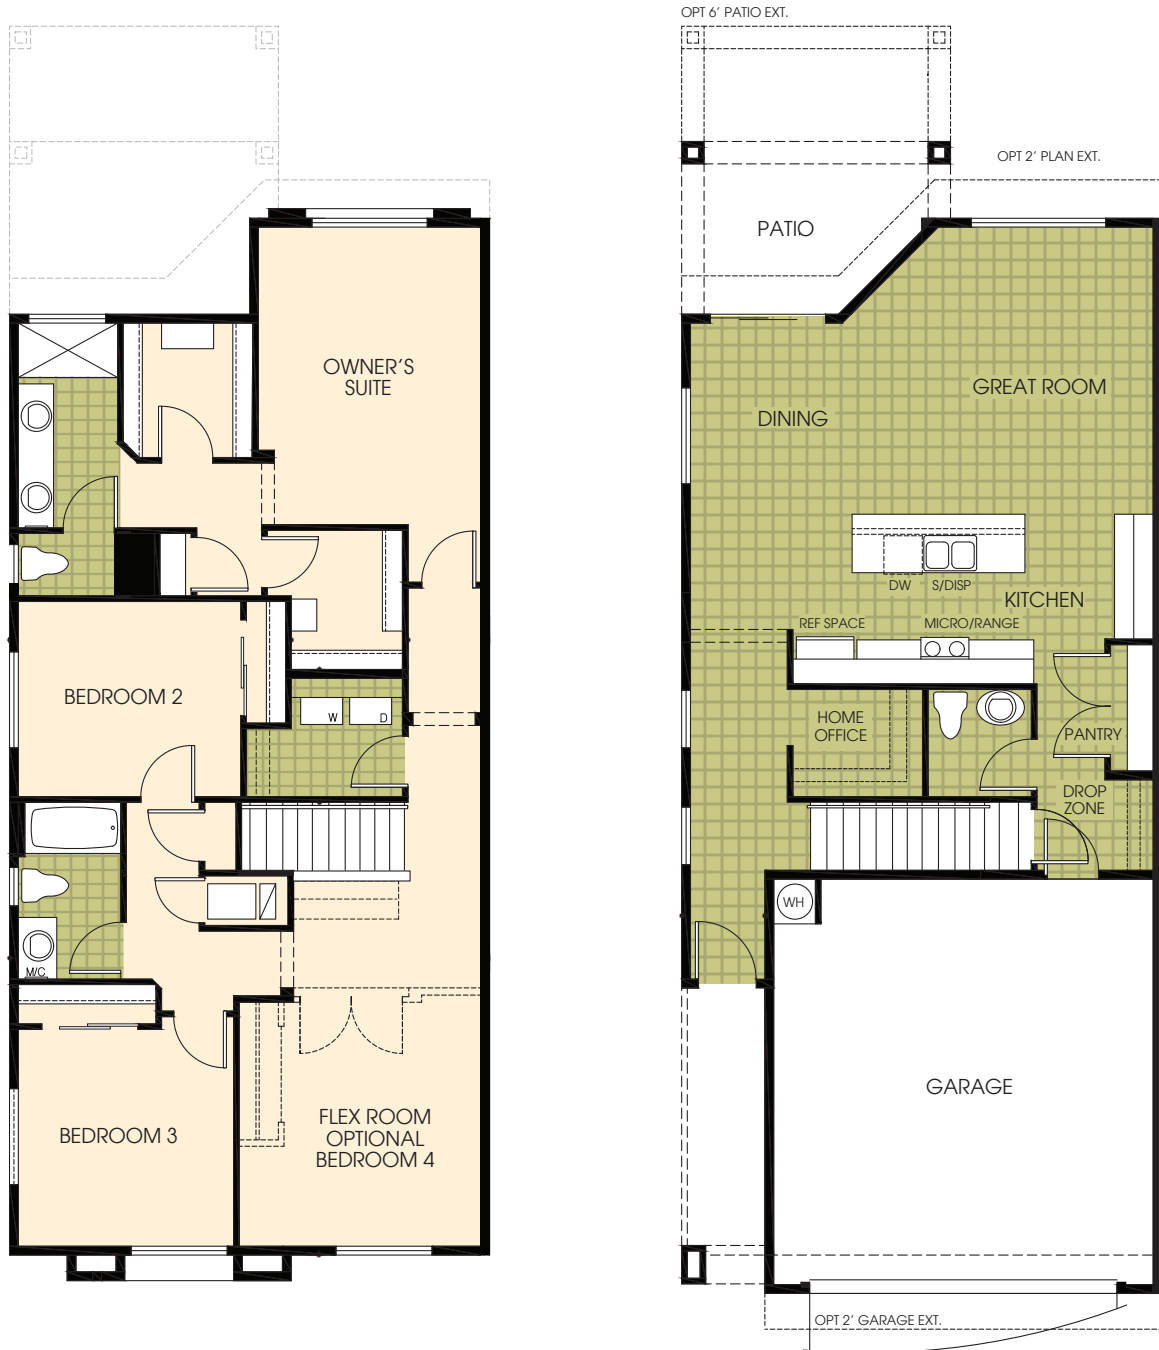 OWNER'S
SUITE
BEDROOM 2
W
D
M/C
BEDROOM 3
FLEX ROOM
OPTIONAL
BEDROOM 4
OPT 6' PATIO EXT.
OPT 2' PLAN EXT.
PATIO
GREAT ROOM
DINING
DW
S/DISP
KITCHEN
REF SPACE
MICRO/RANGE
HOME
OFFICE
PANTRY
DROP
ZONE
WH
GARAGE
OPT 2' GARAGE EXT.